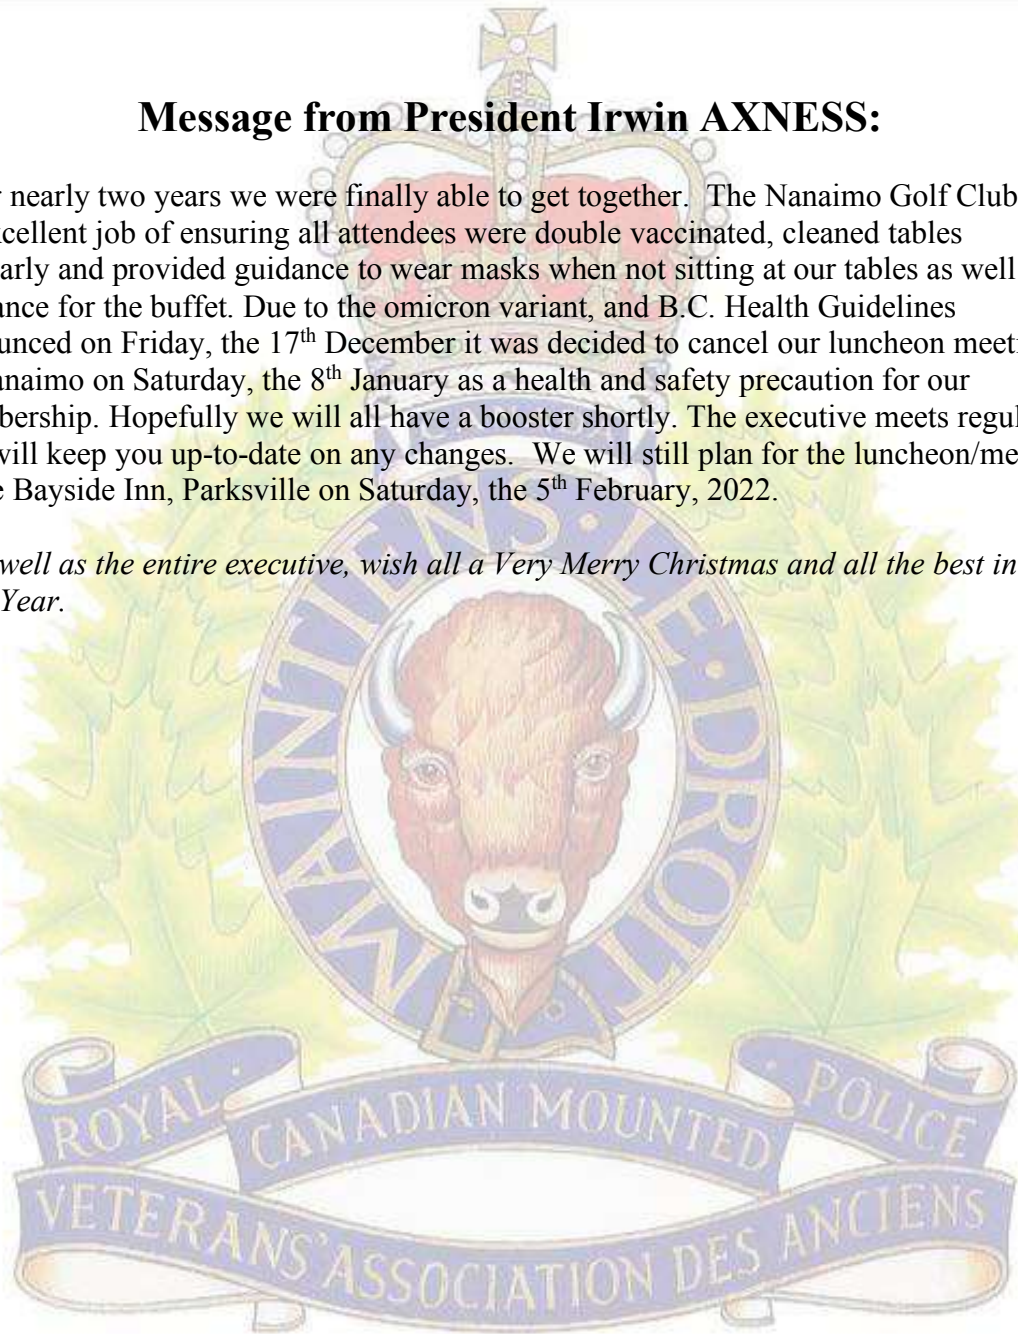 Message from President Irwin AXNESS:
nearly two years we were finally able to get together. The Nanaimo Golf Club
xcellent job of ensuring all attendees were double vaccinated, cleaned tables
arly and provided guidance to wear masks when not sitting at our tables as well
ance for the buffet. Due to the omicron variant, and B.C. Health Guidelines
unced on Friday, the 17th December it was decided to cancel our luncheon meeti
anaimo on Saturday, the 8th January as a health and safety precaution for our
bership. Hopefully we will all have a booster shortly. The executive meets regul
will keep you up-to-date on any changes. We will still plan for the luncheon/me
e Bayside Inn, Parksville on Saturday, the 5th February, 2022.
well as the entire executive, wish all a Very Merry Christmas and all the best in
Year.
MAINTIENS • LE • DROIT
ROYAL • CANADIAN MOUNTED • POLICE
VETERANS' ASSOCIATION DES ANCIENS